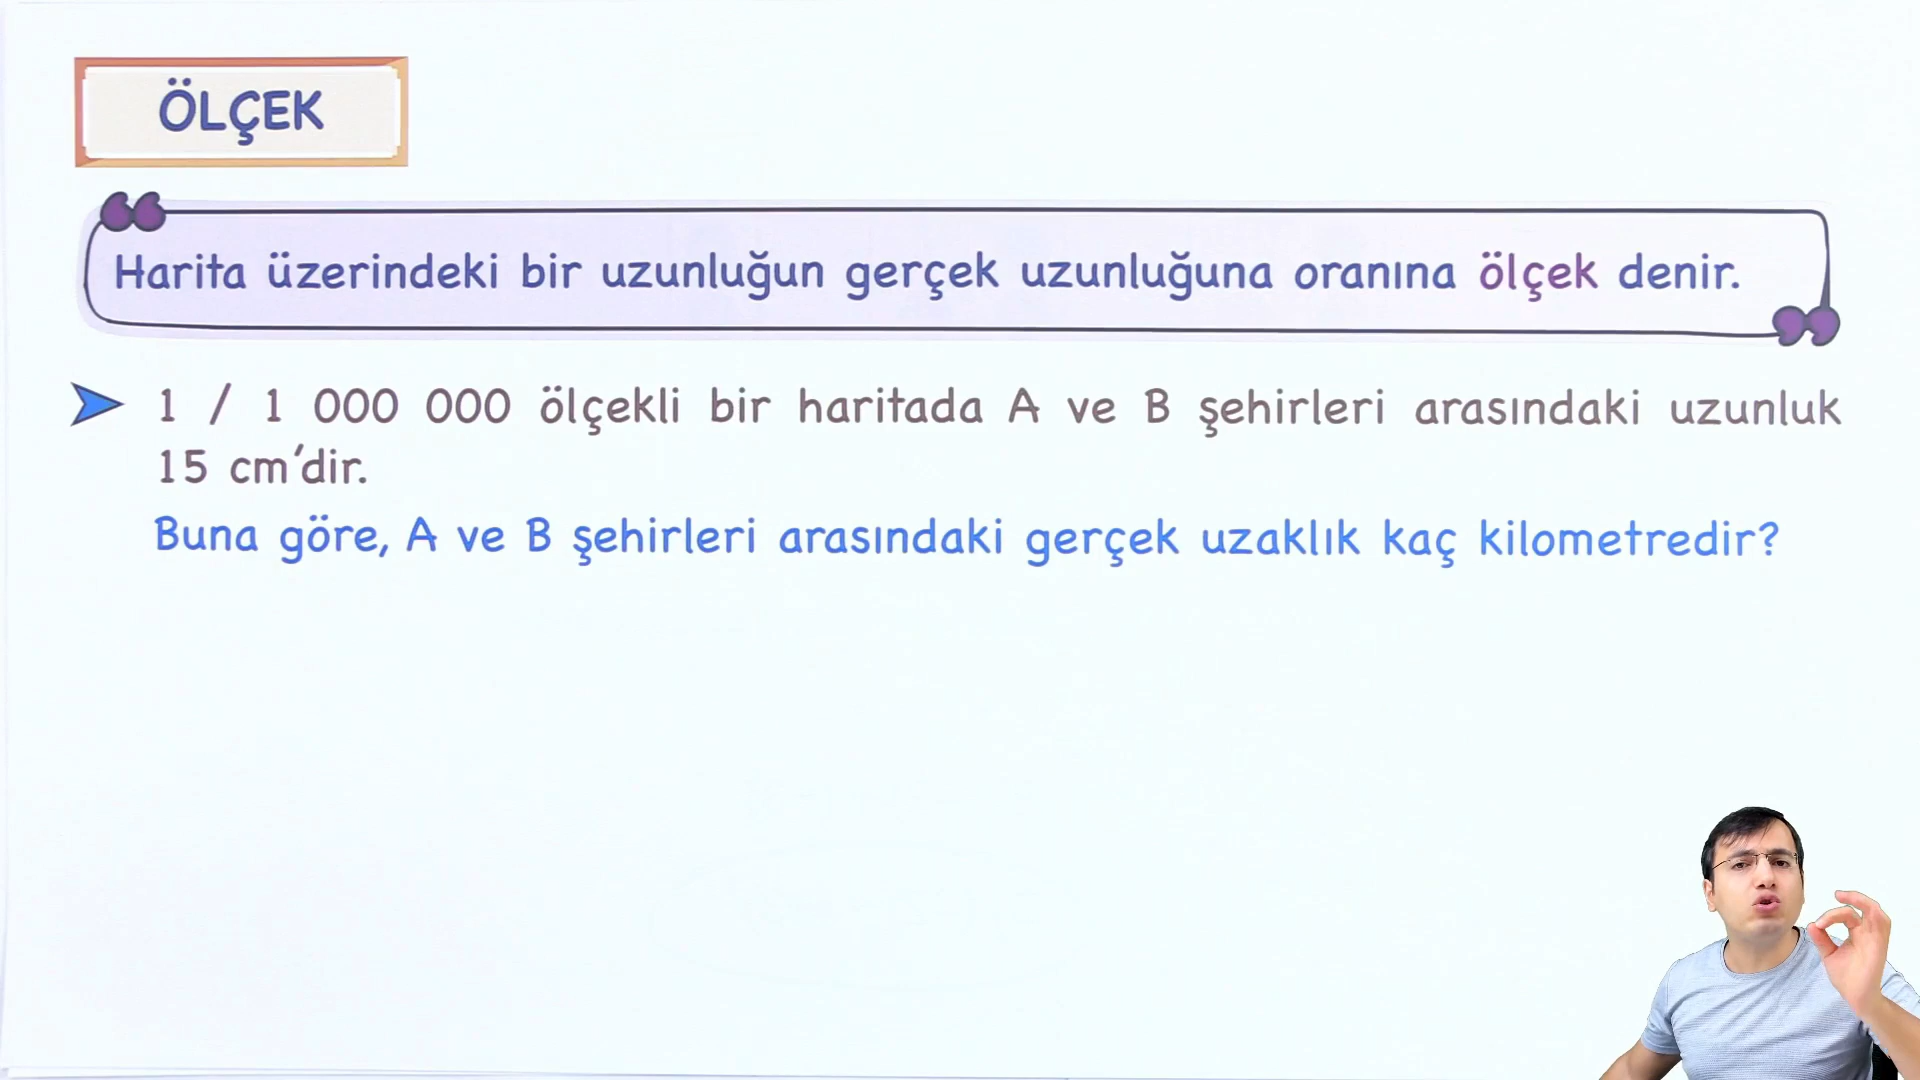 ÖLÇEK
Harita üzerindeki bir uzunluğun gerçek uzunluğuna oranına ölçek denir.
1 / 1 000 000 ölçekli bir haritada A ve B şehirleri arasındaki uzunluk
15 cm'dir.
Buna göre, A ve B şehirleri arasındaki gerçek uzaklık kaç kilometredir?